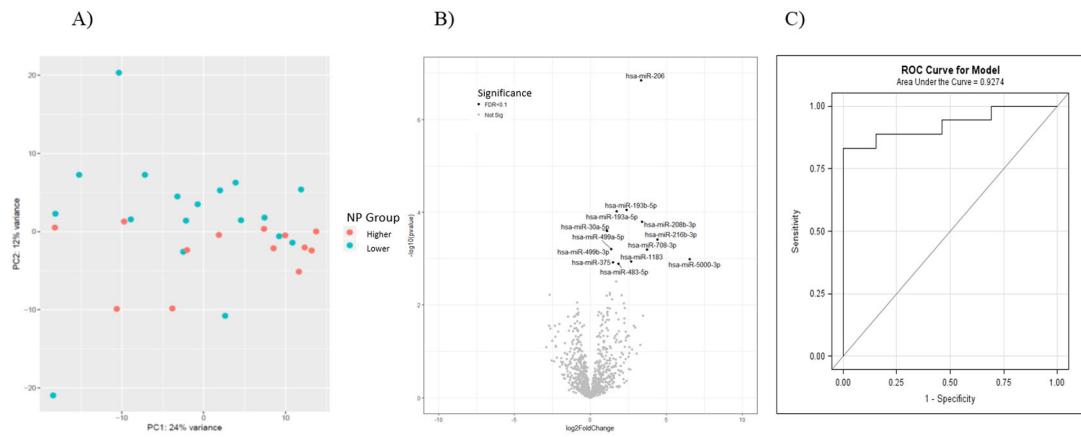 A)
B)
C)
20
10
0
−10
−20
PC2: 12% variance
−10
0
10
PC1: 24% variance
NP Group
Higher
Lower
hsa-miR-206
Significance
FDR<0.1
Not Sig
6
hsa-miR-193b-5p
4
hsa-miR-193a-5p
hsa-miR-30a-5p
hsa-miR-208b-3p
hsa-miR-499a-5p
hsa-miR-216b-3p
hsa-miR-499b-3p
hsa-miR-708-3p
hsa-miR-375
hsa-miR-1183
hsa-miR-5000-3p
hsa-miR-483-5p
2
0
-log10(pvalue)
-10
-5
0
5
10
log2FoldChange
ROC Curve for Model
Area Under the Curve = 0.9274
1.00
0.75
0.50
0.25
0.00
Sensitivity
0.00
0.25
0.50
0.75
1.00
1 - Specificity